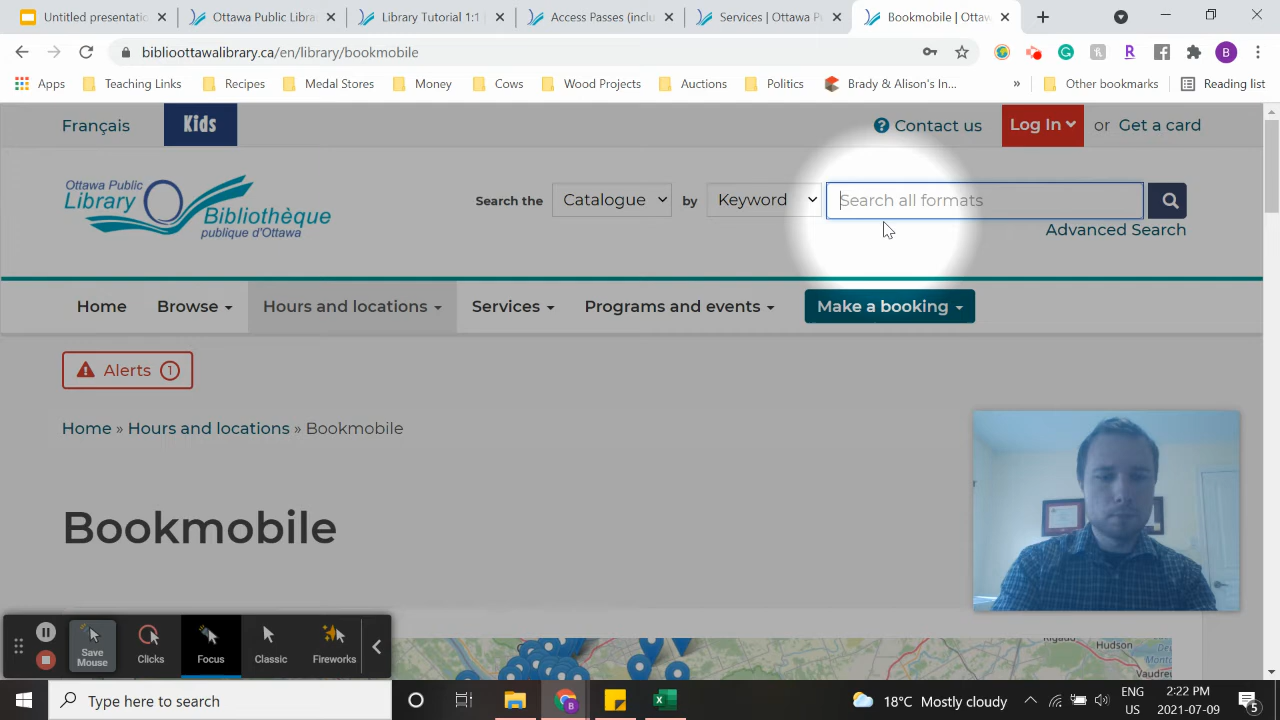 Untitled presentation
Ottawa Public Libra
Library Tutorial 1:1 (
Access Passes (inclu
Services | Ottawa P
Bookmobile | Ottaw
biblioottawalibrary.ca/en/library/bookmobile
Apps
Teaching Links
Recipes
Medal Stores
Money
Cows
Wood Projects
Auctions
Politics
Brady & Alison's In...
»
Other bookmarks
Reading list
Français
Kids
Contact us
Log In
or
Get a card
Ottawa Public
Library
Bibliothèque
publique d'Ottawa
Search the
Catalogue
by
Keyword
Search all formats
Advanced Search
Home
Browse
Hours and locations
Services
Programs and events
Make a booking
Alerts 1
Home » Hours and locations » Bookmobile
Bookmobile
Save
Mouse
Clicks
Focus
Classic
Fireworks
Hudson
Type here to search
18°C Mostly cloudy
ENG
US
2:22 PM
2021-07-09
5